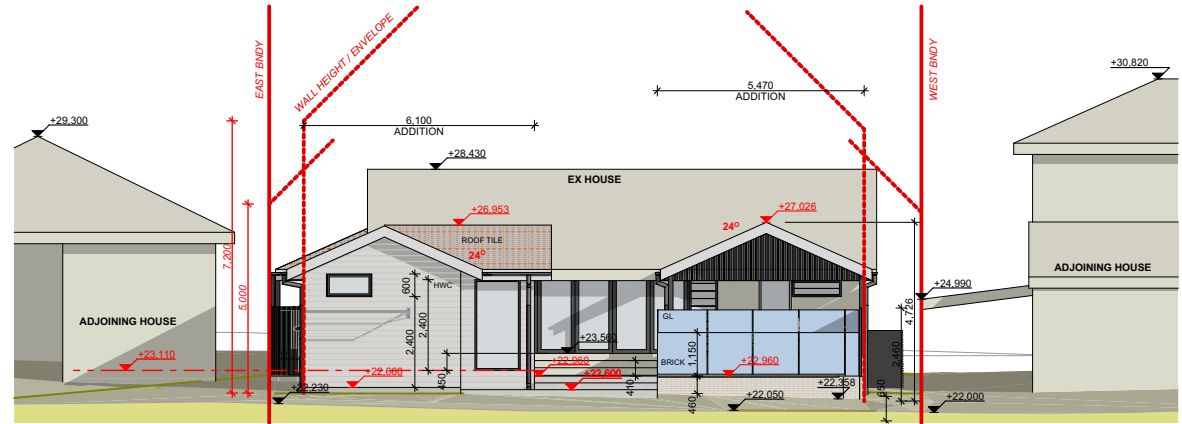 EAST BNDY
WALL HEIGHT / ENVELOPE
WEST BNDY
+30,820
5,470
ADDITION
+29,300
6,100
ADDITION
+28,430
EX HOUSE
+26,953
+27,026
24°
ROOF TILE
24°
7,200
5,000
ADJOINING HOUSE
600
HWC
+24,990
4,726
ADJOINING HOUSE
GL
2,400
2,400
+23,560
BRICK
1,150
2,460
+23,110
+22,960
+22,960
450
+22,600
410
+22,230
460
+22,358
650
+22,050
+22,000